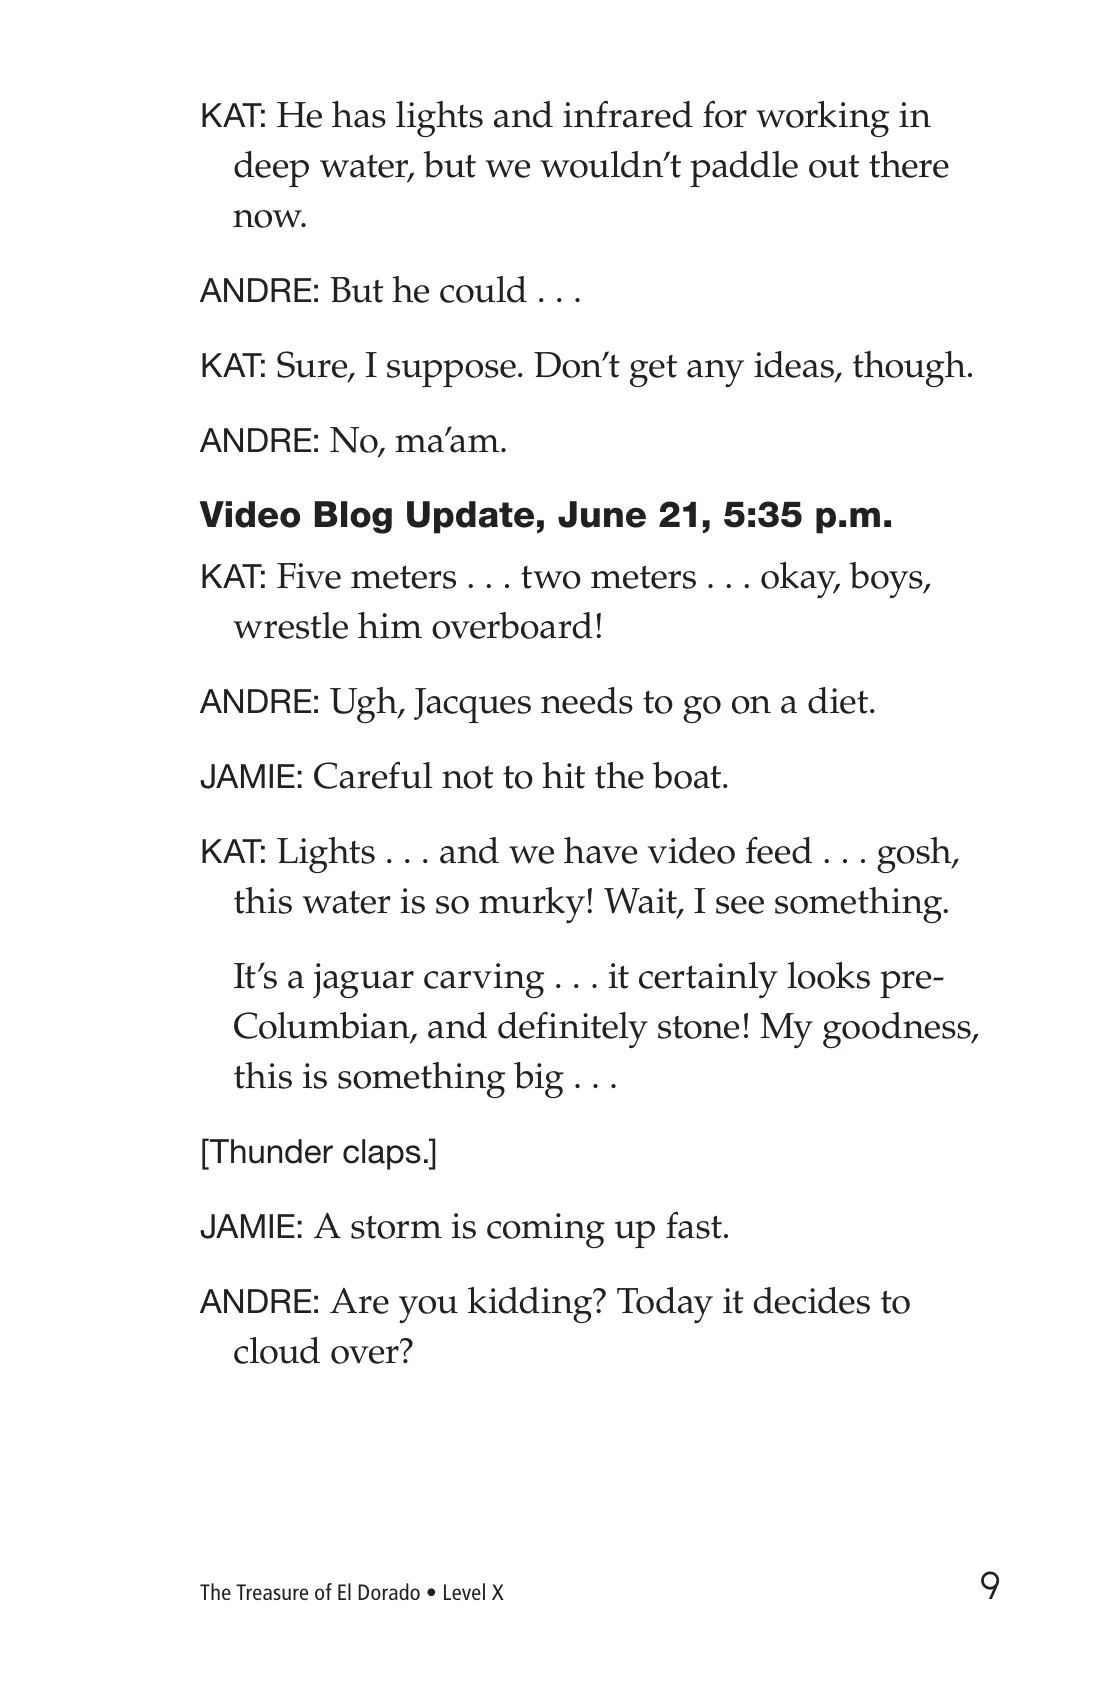 KAT: He has lights and infrared for working in
deep water, but we wouldn’t paddle out there
now.
ANDRE: But he could . . .
KAT: Sure, I suppose. Don’t get any ideas, though.
ANDRE: No, ma’am.
Video Blog Update, June 21, 5:35 p.m.
KAT: Five meters . . . two meters . . . okay, boys,
wrestle him overboard!
ANDRE: Ugh, Jacques needs to go on a diet.
JAMIE: Careful not to hit the boat.
KAT: Lights . . . and we have video feed . . . gosh,
this water is so murky! Wait, I see something.
It’s a jaguar carving . . . it certainly looks pre-
Columbian, and definitely stone! My goodness,
this is something big . . .
[Thunder claps.]
JAMIE: A storm is coming up fast.
ANDRE: Are you kidding? Today it decides to
cloud over?
The Treasure of El Dorado • Level X
9